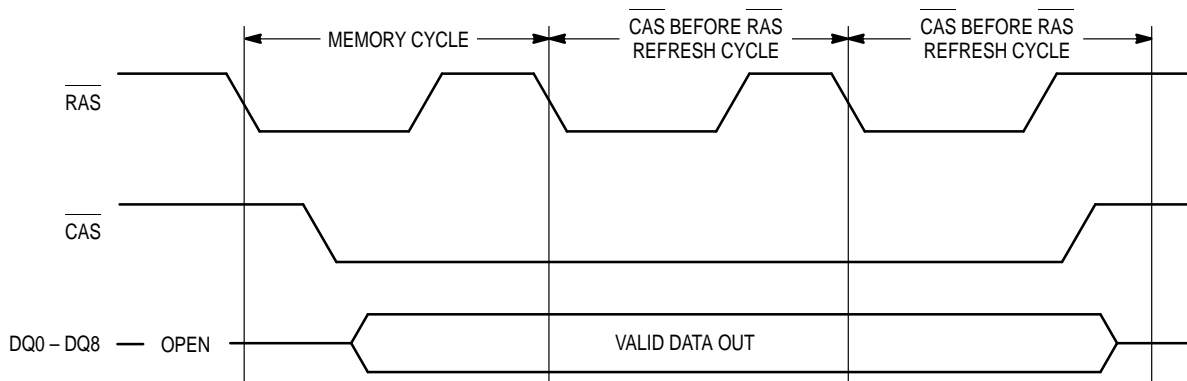 MEMORY CYCLE
CAS BEFORE RAS
REFRESH CYCLE
CAS BEFORE RAS
REFRESH CYCLE
RAS
CAS
DQ0 – DQ8
OPEN
VALID DATA OUT